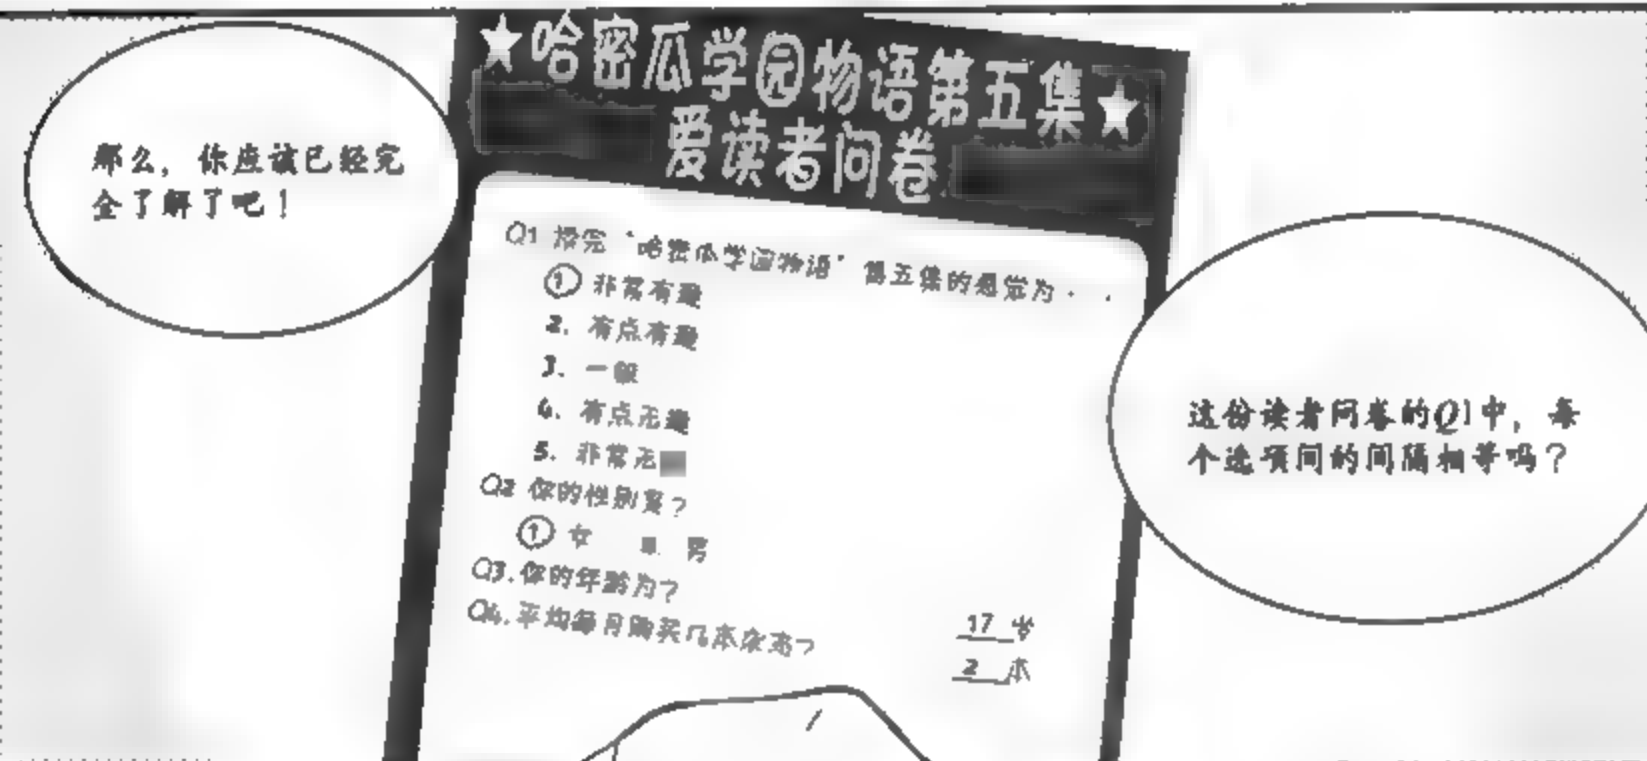 那么，你应该已经完
全了解了吧！
★哈密瓜学园物语第五集★
爱读者问卷
Q1 接完“哈密瓜学园物语”第五集的感觉为··
① 非常有趣
2. 有点有趣
3. 一般
4. 有点无趣
5. 非常无
Q2 你的性别是？
① 女 男
Q3.你的年龄为？ 17 岁
Q4.平均每月购买几本杂志？ 2 本
这份读者问卷的Q1中，每
个选项间的间隔相等吗？